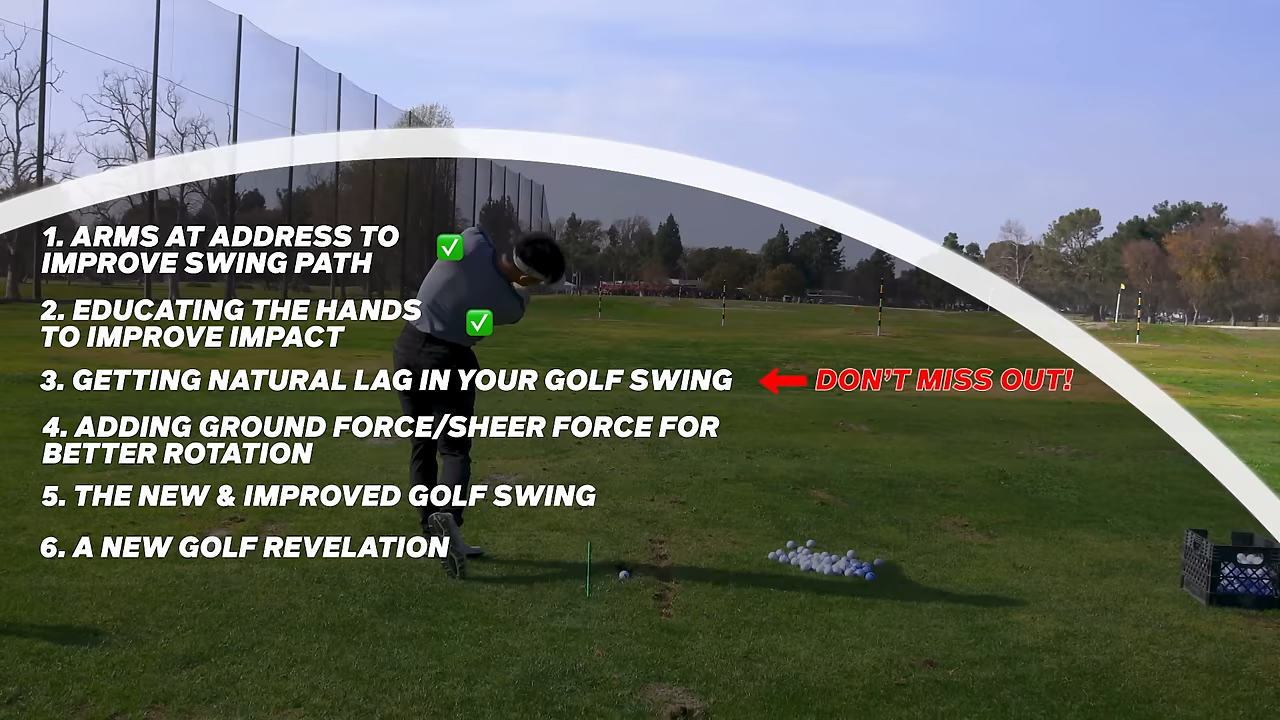 1. ARMS AT ADDRESS TO
IMPROVE SWING PATH
2. EDUCATING THE HANDS
TO IMPROVE IMPACT
3. GETTING NATURAL LAG IN YOUR GOLF SWING
DON'T MISS OUT!
4. ADDING GROUND FORCE/SHEER FORCE FOR
BETTER ROTATION
5. THE NEW & IMPROVED GOLF SWING
6. A NEW GOLF REVELATION